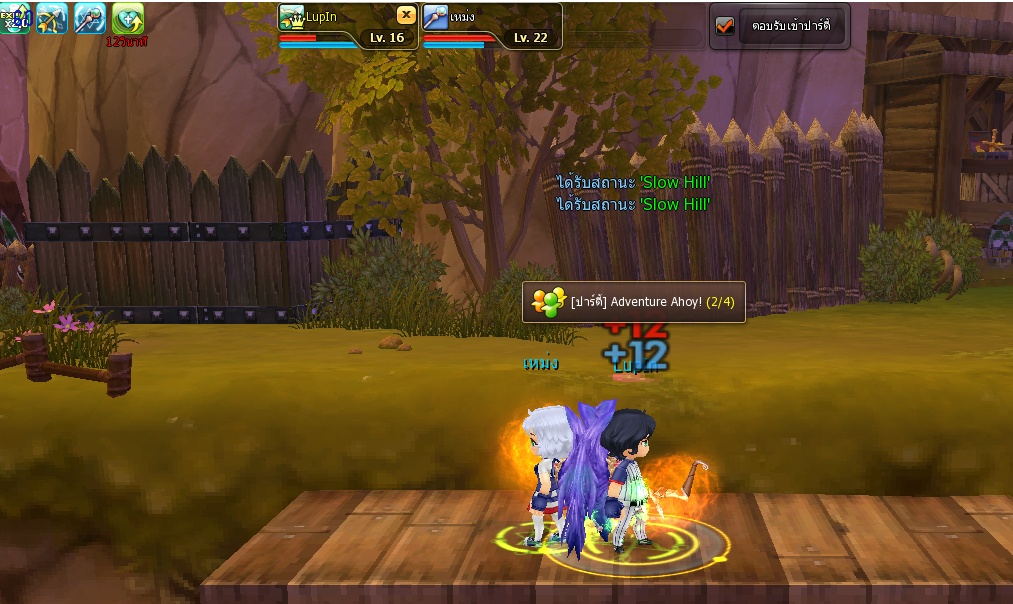 LupIn
Lv. 16
เหม่ง
Lv. 22
ตอบรับเข้าปาร์ตี้
12วินาที
ได้รับสถานะ 'Slow Hill'
ได้รับสถานะ 'Slow Hill'
[ปาร์ตี้] Adventure Ahoy! (2/4)
+12
+12
เหม่ง
LupIn